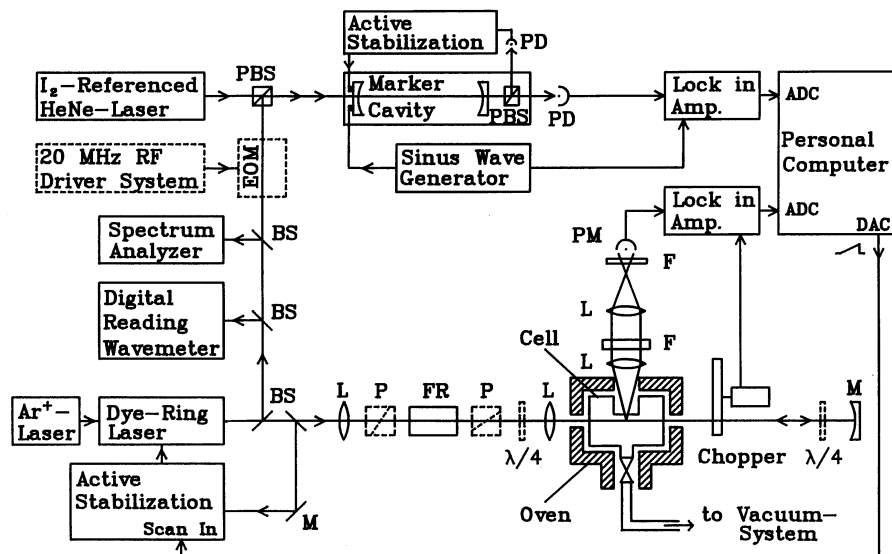 Active
Stabilization
PD
I₂-Referenced
HeNe-Laser
PBS
Marker
Cavity
PBS
PD
Lock in
Amp.
ADC
Personal
Computer
20 MHz RF
Driver System
EOM
Sinus Wave
Generator
Lock in
Amp.
ADC
DAC
Spectrum
Analyzer
BS
PM
F
Digital
Reading
Wavemeter
BS
L
F
Cell
L
Ar⁺-
Laser
Dye-Ring
Laser
BS
L
P
FR
P
λ/4
L
Chopper
λ/4
M
Active
Stabilization
Scan In
M
Oven
to Vacuum-
System